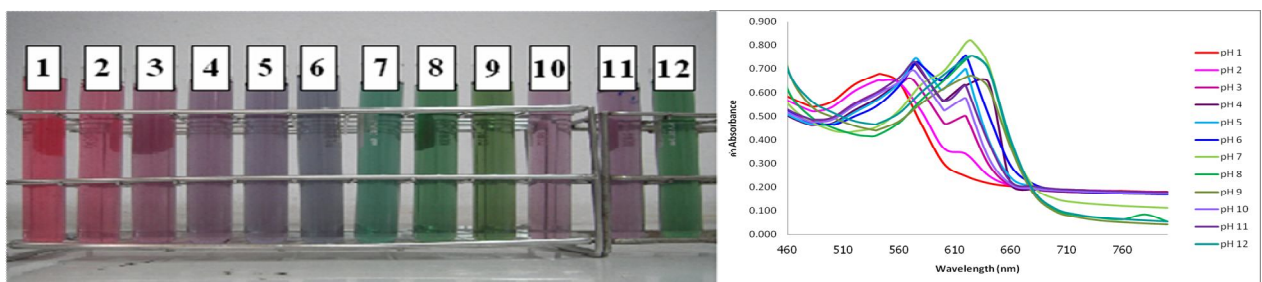 1 2 3 4 5 6 7 8 9 10 11 12
0.900
0.800
0.700
0.600
0.500
0.400
0.300
0.200
0.100
0.000
Absorbance
460 510 560 610 660 710 760
Wavelength (nm)
pH 1
pH 2
pH 3
pH 4
pH 5
pH 6
pH 7
pH 8
pH 9
pH 10
pH 11
pH 12